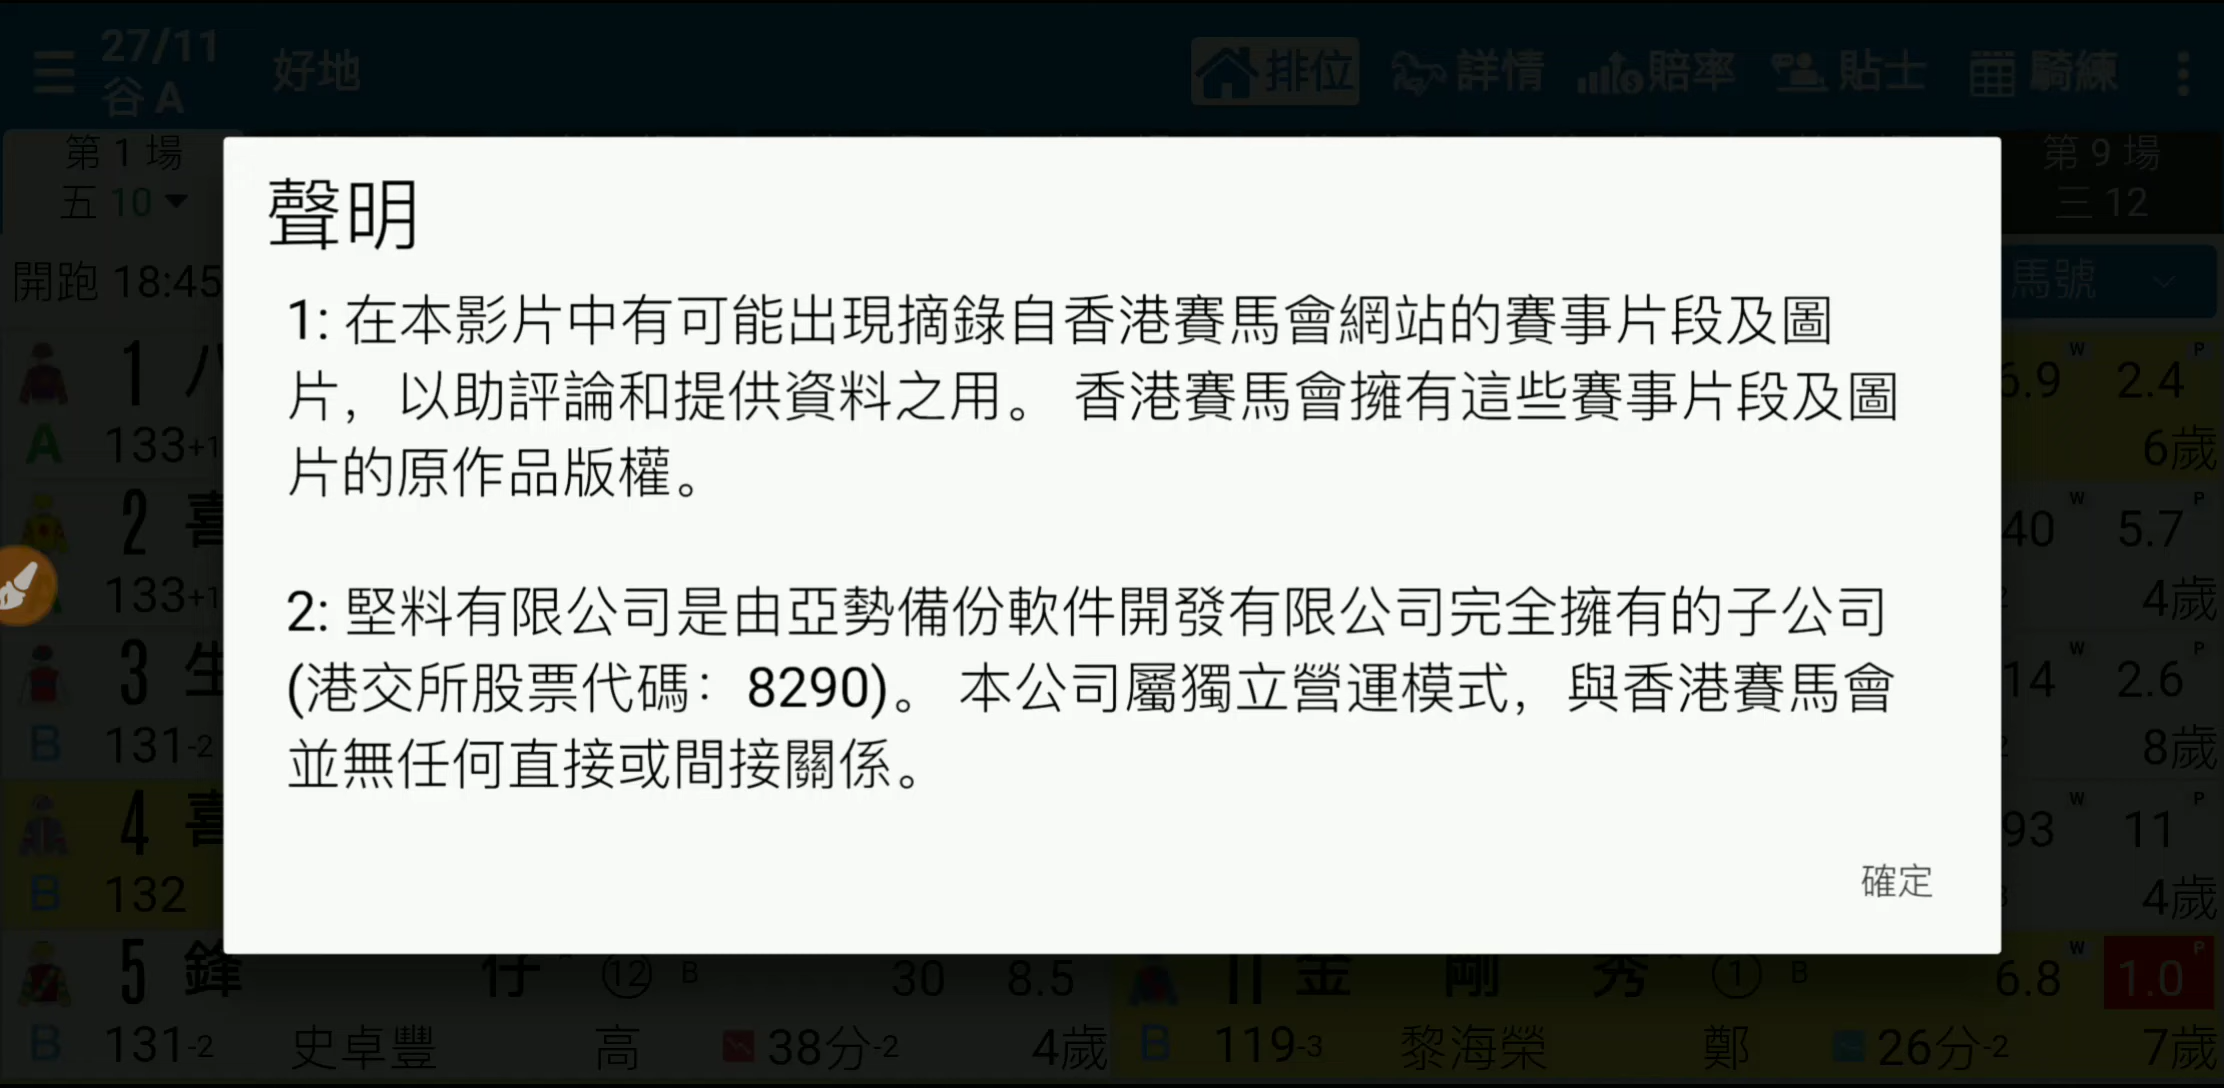 27/11
谷 A
好地
排位
詳情
賠率
貼士
騎練
第 1 場
五 10
第 9 場
三 12
開跑 18:45
馬號
聲明
1: 在本影片中有可能出現摘錄自香港賽馬會網站的賽事片段及圖
片，以助評論和提供資料之用。 香港賽馬會擁有這些賽事片段及圖
片的原作品版權。
2: 堅料有限公司是由亞勢備份軟件開發有限公司完全擁有的子公司
(港交所股票代碼：8290)。 本公司屬獨立營運模式，與香港賽馬會
並無任何直接或間接關係。
確定
1
A 133+1
6.9 W 2.4 P
6歲
2 喜
133+1
40 W 5.7 P
4歲
3 生
B 131-2
14 W 2.6 P
8歲
4 喜
B 132
93 W 11 P
4歲
5 鋒 仔 12 B 30 8.5
B 131-2 史卓豐 高 38分-2 4歲
11 金剛秀 1 B 6.8 W 1.0 P
B 119-3 黎海榮 鄭 26分-2 7歲